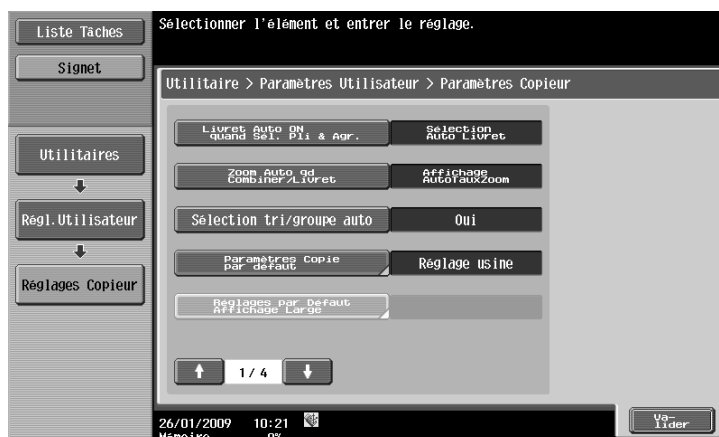 Liste Tâches
Sélectionner l'élément et entrer le réglage.
Signet
Utilitaire > Paramètres Utilisateur > Paramètres Copieur
Livret Auto ON
quand Sél. Pli & Agr.
Sélection
Auto Livret
Utilitaires
Zoom Auto qd
Combiner/Livret
Affichage
AutoTauxZoom
Régl.Utilisateur
Sélection tri/groupe auto
Oui
Réglages Copieur
Paramètres Copie
par défaut
Réglage usine
Réglages par Défaut
Affichage Large
1/ 4
26/01/2009 10:21
Mémoire 0%
Va-
lider